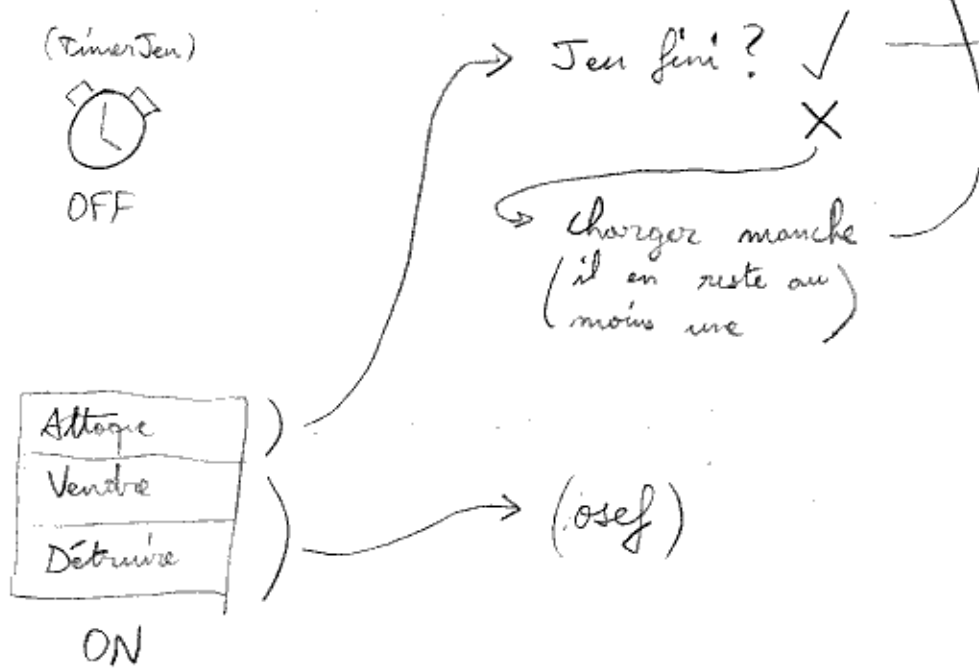 (TimerJeu)
OFF
Jeu fini ?
Charger manche
(il en reste au
moins une)
Attaque
Vendre
Détruire
ON
(osef)